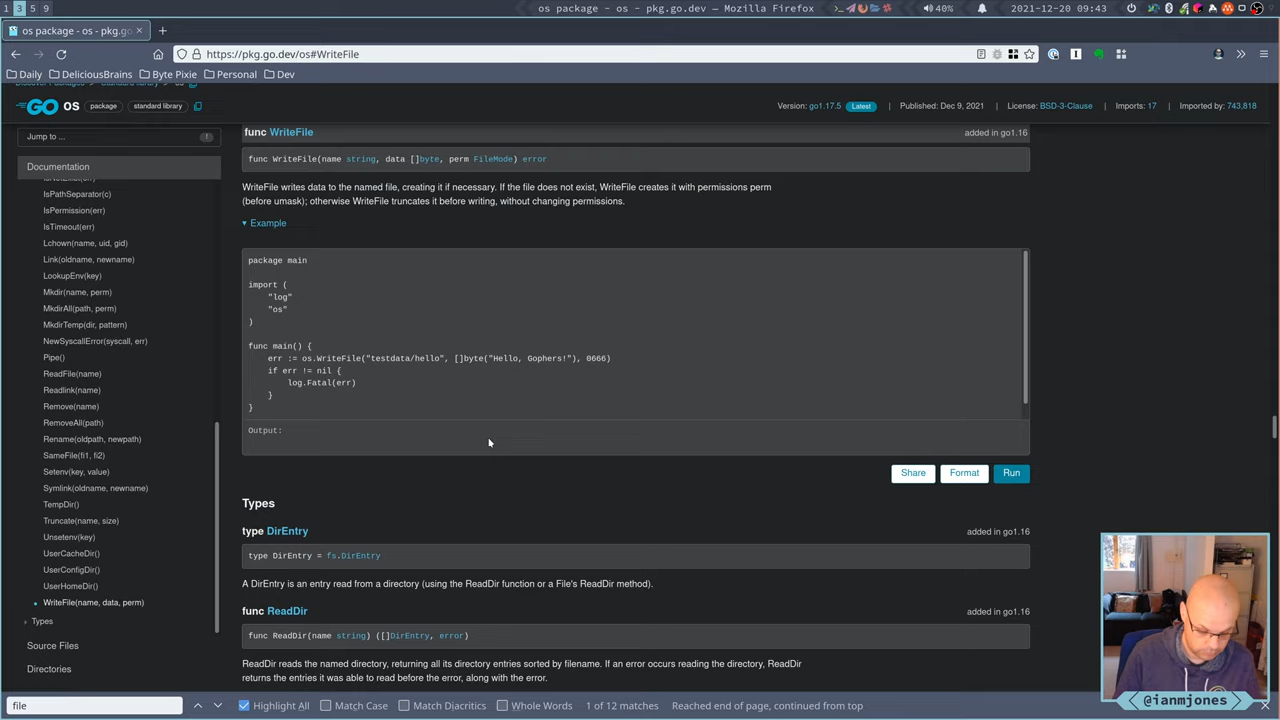 1 3 5 9
os package - os - pkg.go.dev — Mozilla Firefox
40%
2021-12-20 09:43
os package - os - pkg.go
https://pkg.go.dev/os#WriteFile
Daily
DeliciousBrains
Byte Pixie
Personal
Dev
Discover Packages
Standard library
os
GO os
package
standard library
Version: go1.17.5 Latest
Published: Dec 9, 2021
License: BSD-3-Clause
Imports: 17
Imported by: 743,818
Jump to ...
Documentation
IsNotExist(err)
IsPathSeparator(c)
IsPermission(err)
IsTimeout(err)
Lchown(name, uid, gid)
Link(oldname, newname)
LookupEnv(key)
Mkdir(name, perm)
MkdirAll(path, perm)
MkdirTemp(dir, pattern)
NewSyscallError(syscall, err)
Pipe()
ReadFile(name)
Readlink(name)
Remove(name)
RemoveAll(path)
Rename(oldpath, newpath)
SameFile(fi1, fi2)
Setenv(key, value)
Symlink(oldname, newname)
TempDir()
Truncate(name, size)
Unsetenv(key)
UserCacheDir()
UserConfigDir()
UserHomeDir()
WriteFile(name, data, perm)
Types
Source Files
Directories
func WriteFile
added in go1.16
func WriteFile(name string, data []byte, perm FileMode) error
WriteFile writes data to the named file, creating it if necessary. If the file does not exist, WriteFile creates it with permissions perm
(before umask); otherwise WriteFile truncates it before writing, without changing permissions.
▾ Example
package main
import (
"log"
"os"
)
func main() {
err := os.WriteFile("testdata/hello", []byte("Hello, Gophers!"), 0666)
if err != nil {
log.Fatal(err)
}
}
Output:
Share
Format
Run
Types
type DirEntry
added in go1.16
type DirEntry = fs.DirEntry
A DirEntry is an entry read from a directory (using the ReadDir function or a File's ReadDir method).
func ReadDir
added in go1.16
func ReadDir(name string) ([]DirEntry, error)
ReadDir reads the named directory, returning all its directory entries sorted by filename. If an error occurs reading the directory, ReadDir
returns the entries it was able to read before the error, along with the error.
@ianmjones
file
Highlight All
Match Case
Match Diacritics
Whole Words
1 of 12 matches
Reached end of page, continued from top